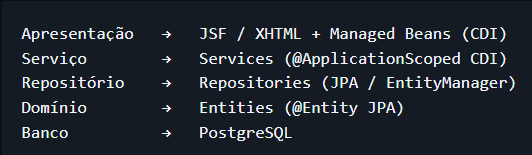 Apresentação → JSF / XHTML + Managed Beans (CDI)
Serviço → Services (@ApplicationScoped CDI)
Repositório → Repositories (JPA / EntityManager)
Domínio → Entities (@Entity JPA)
Banco → PostgreSQL